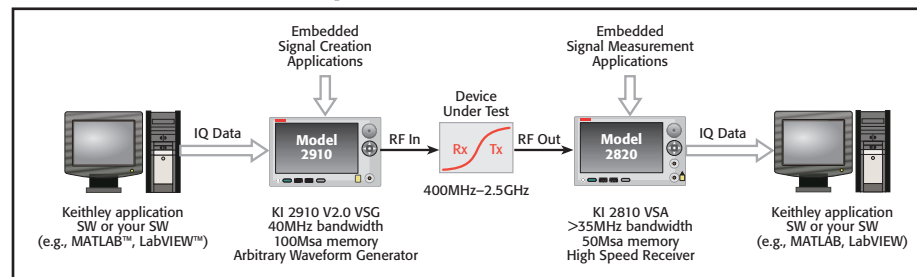 Embedded
Signal Creation
Applications
Embedded
Signal Measurement
Applications
IQ Data
Model
2910
RF In
Device
Under Test
Rx
Tx
400MHz–2.5GHz
RF Out
Model
2820
IQ Data
Keithley application
SW or your SW
(e.g., MATLAB™, LabVIEW™)
KI 2910 V2.0 VSG
40MHz bandwidth
100Msa memory
Arbitrary Waveform Generator
KI 2810 VSA
>35MHz bandwidth
50Msa memory
High Speed Receiver
Keithley application
SW or your SW
(e.g., MATLAB, LabVIEW)